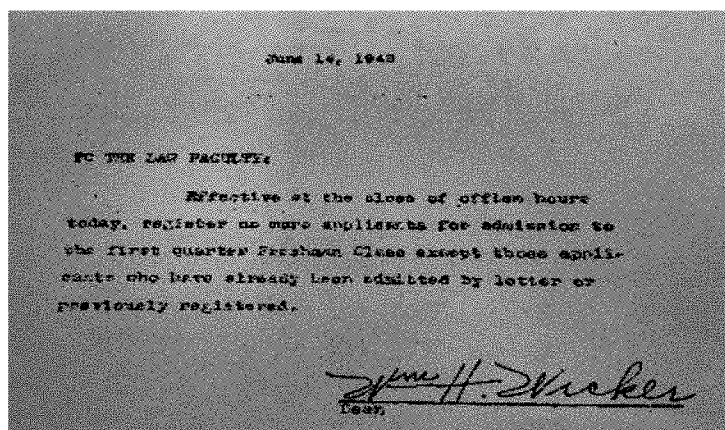 June 14, 1948
TO THE LAW FACULTY:
Effective at the close of office hours
today, register no more applicants for admission to
the first quarter Freshman Class except those appli-
cants who have already been admitted by letter or
previously registered.
Wm H. Wicker
Dean